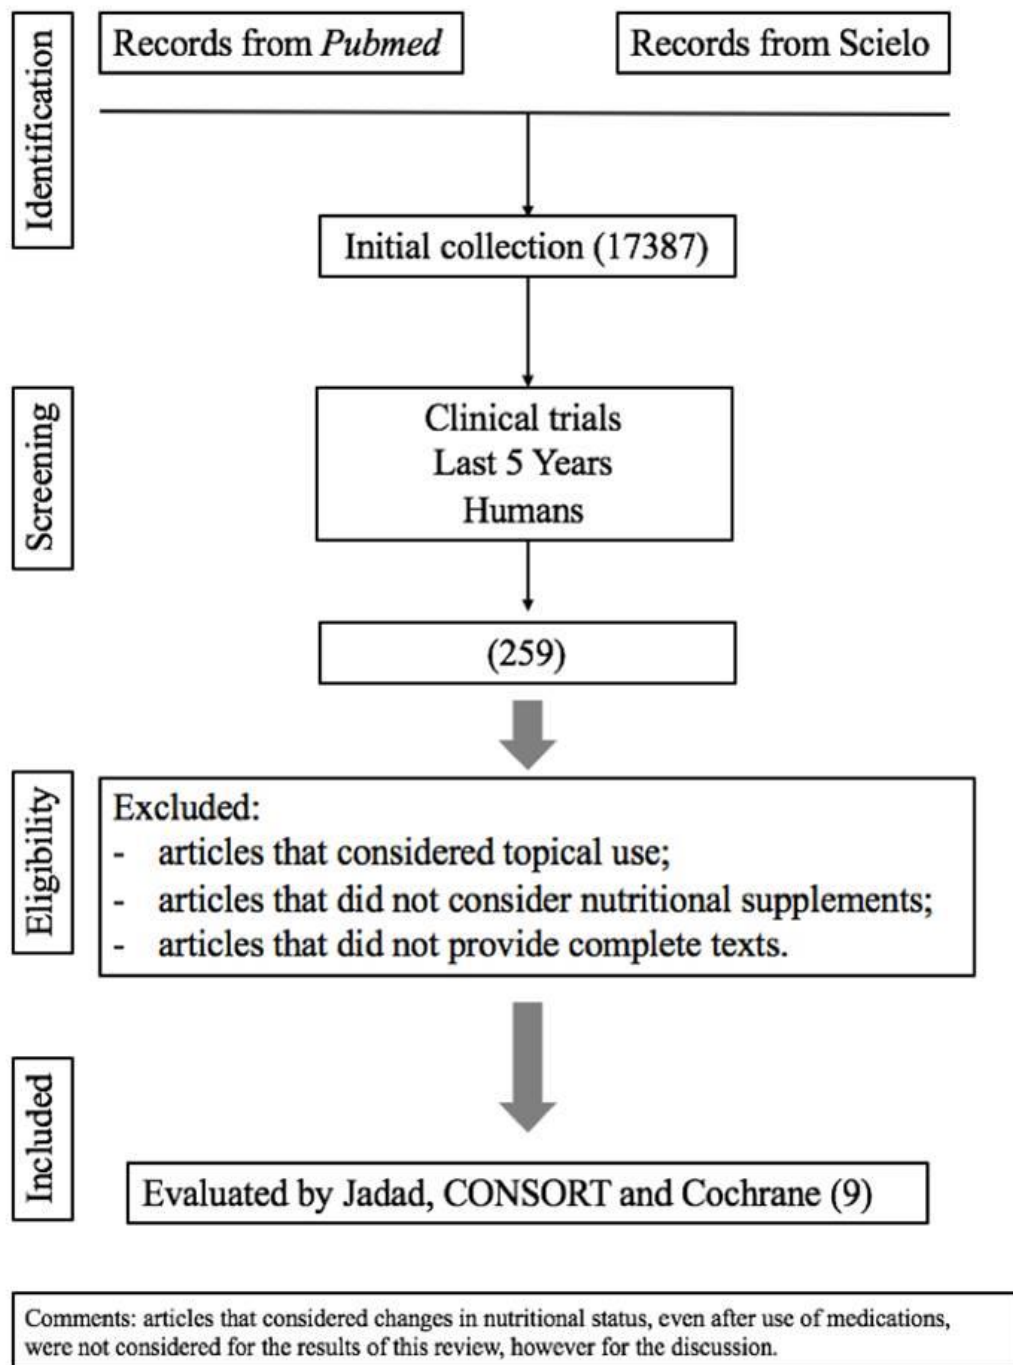 Identification
Records from Pubmed
Records from Scielo
Initial collection (17387)
Screening
Clinical trials
Last 5 Years
Humans
(259)
Eligibility
Excluded:
- articles that considered topical use;
- articles that did not consider nutritional supplements;
- articles that did not provide complete texts.
Included
Evaluated by Jadad, CONSORT and Cochrane (9)
Comments: articles that considered changes in nutritional status, even after use of medications,
were not considered for the results of this review, however for the discussion.